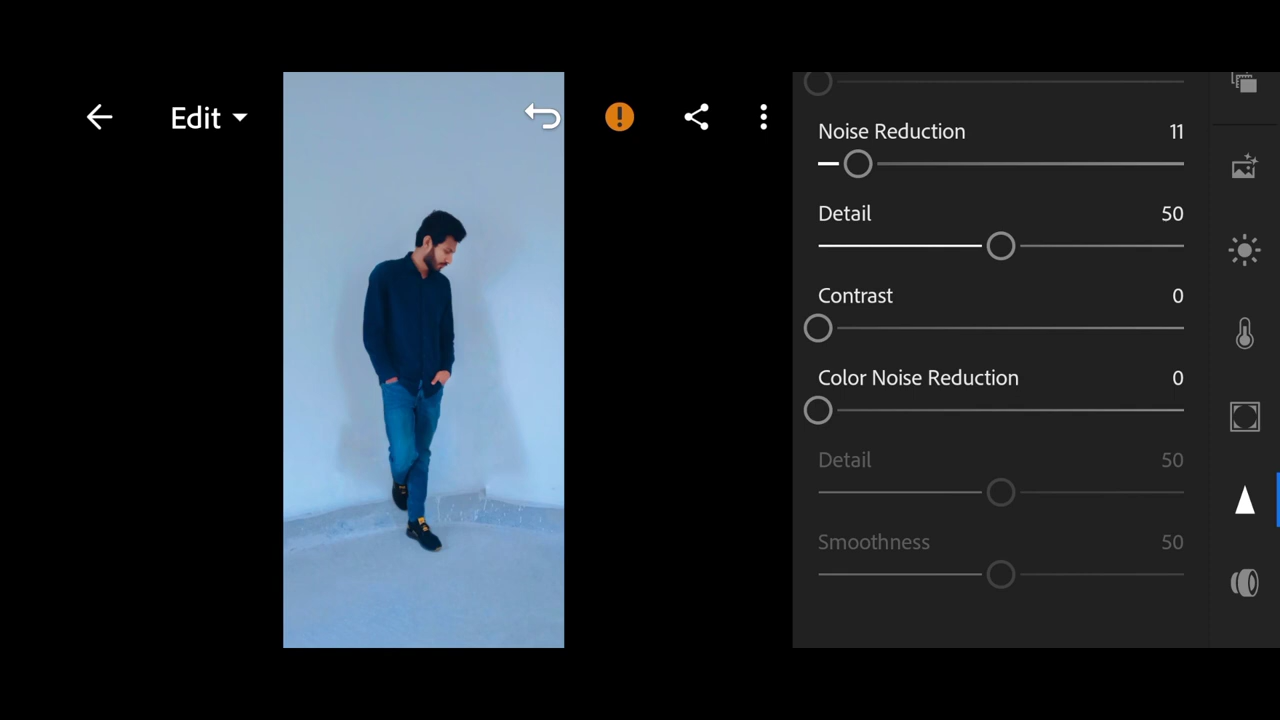 Edit
Noise Reduction 11
Detail 50
Contrast 0
Color Noise Reduction 0
Detail 50
Smoothness 50